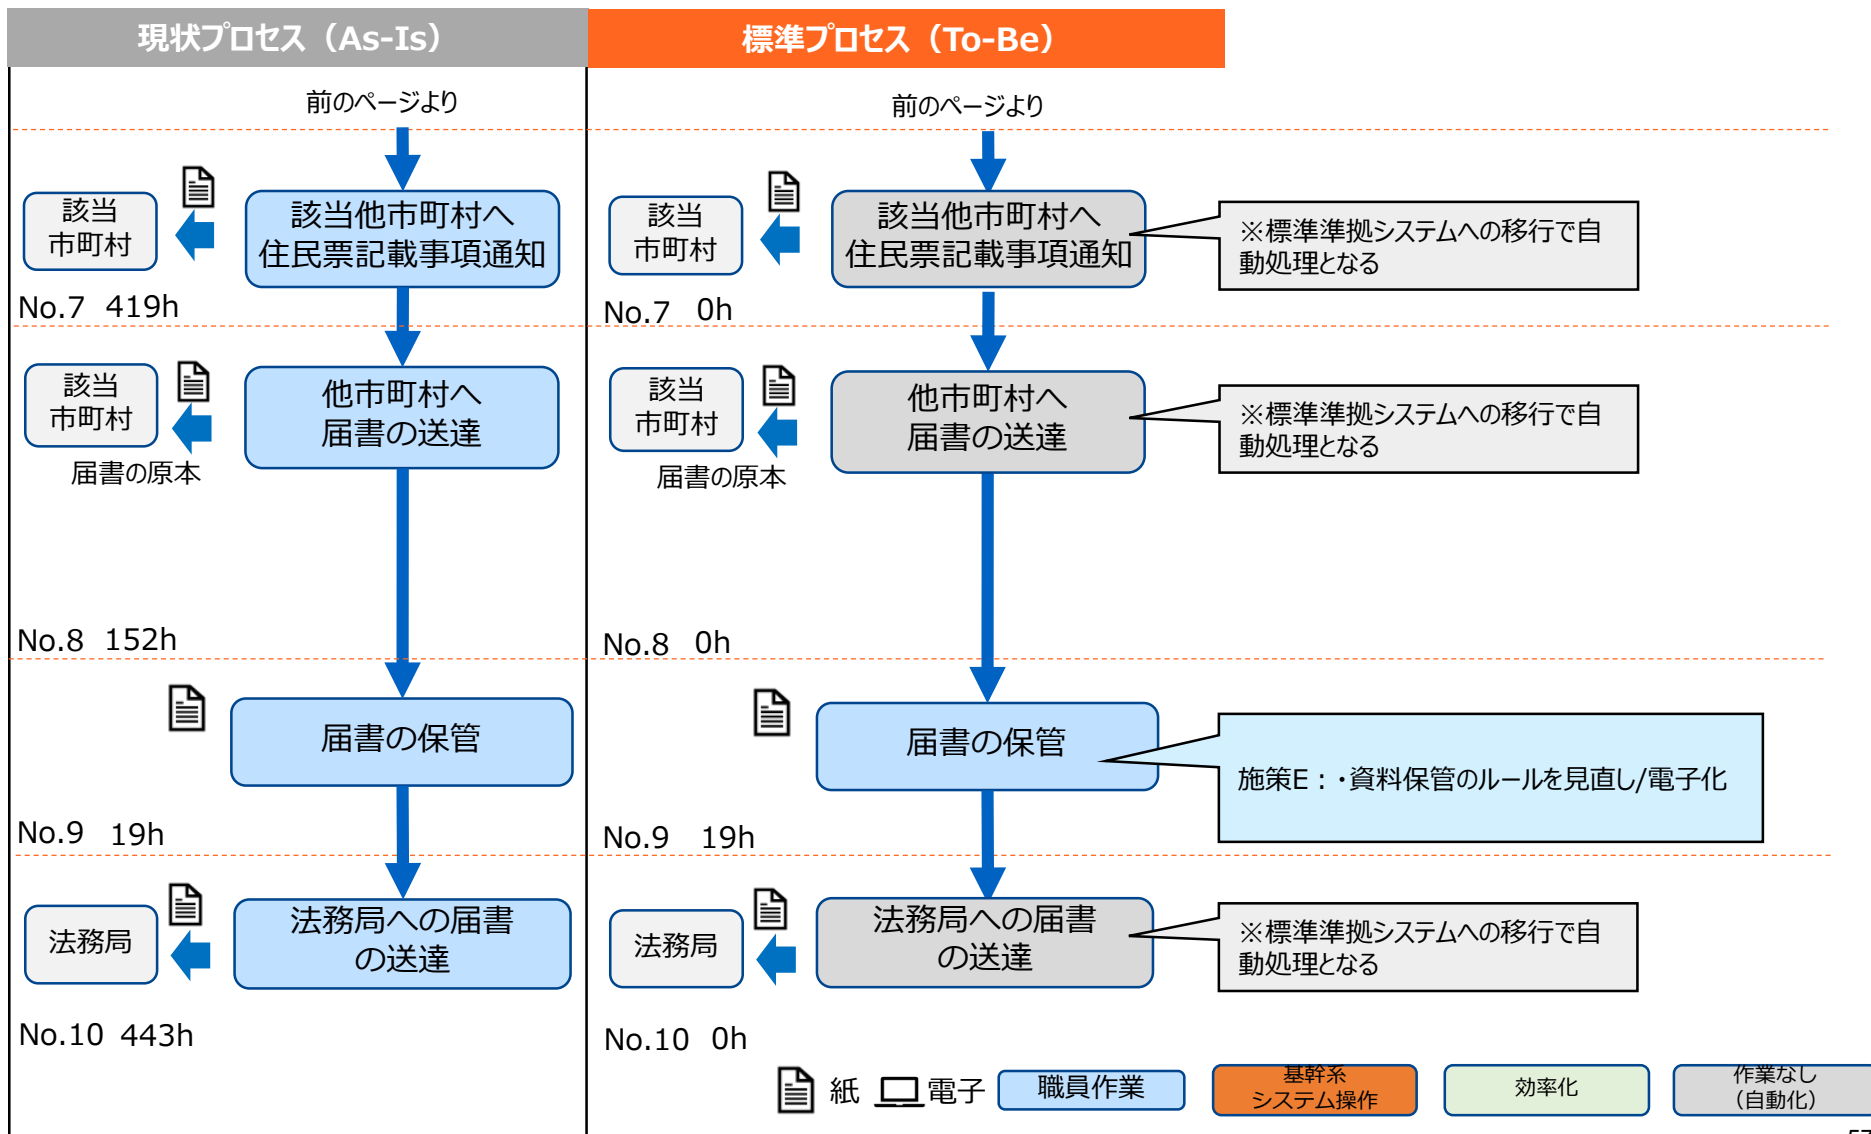 現状プロセス（As-Is）
標準プロセス（To-Be）
前のページより
前のページより
該当
市町村
該当他市町村へ
住民票記載事項通知
No.7 419h
該当
市町村
該当他市町村へ
住民票記載事項通知
※標準準拠システムへの移行で自
動処理となる
No.7 0h
該当
市町村
他市町村へ
届書の送達
届書の原本
No.8 152h
該当
市町村
他市町村へ
届書の送達
※標準準拠システムへの移行で自
動処理となる
届書の原本
No.8 0h
届書の保管
No.9 19h
届書の保管
施策E：・資料保管のルールを見直し/電子化
No.9 19h
法務局
法務局への届書
の送達
No.10 443h
法務局
法務局への届書
の送達
※標準準拠システムへの移行で自
動処理となる
No.10 0h
紙
電子
職員作業
基幹系
システム操作
効率化
作業なし
（自動化）